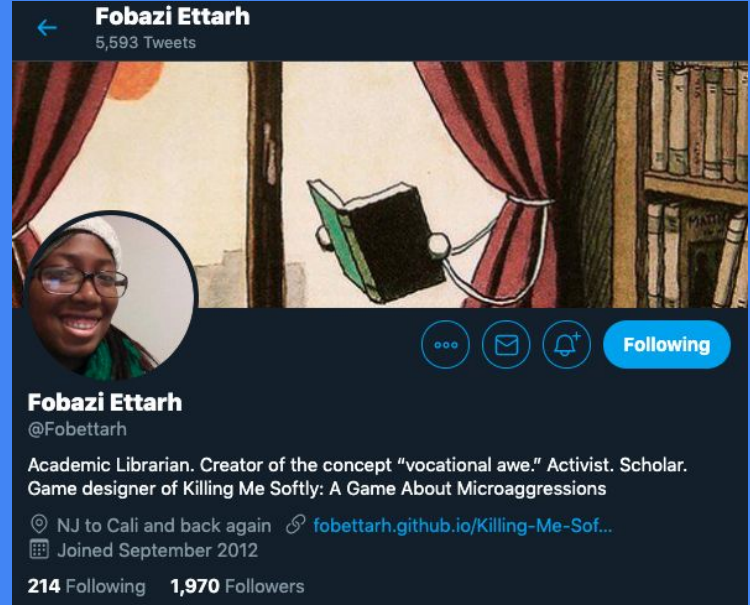 Fobazi Ettarh
5,593 Tweets
MATTI
Following
Fobazi Ettarh
@Fobettarh
Academic Librarian. Creator of the concept “vocational awe.” Activist. Scholar.
Game designer of Killing Me Softly: A Game About Microaggressions
NJ to Cali and back again fobettarh.github.io/Killing-Me-Sof...
Joined September 2012
214 Following 1,970 Followers